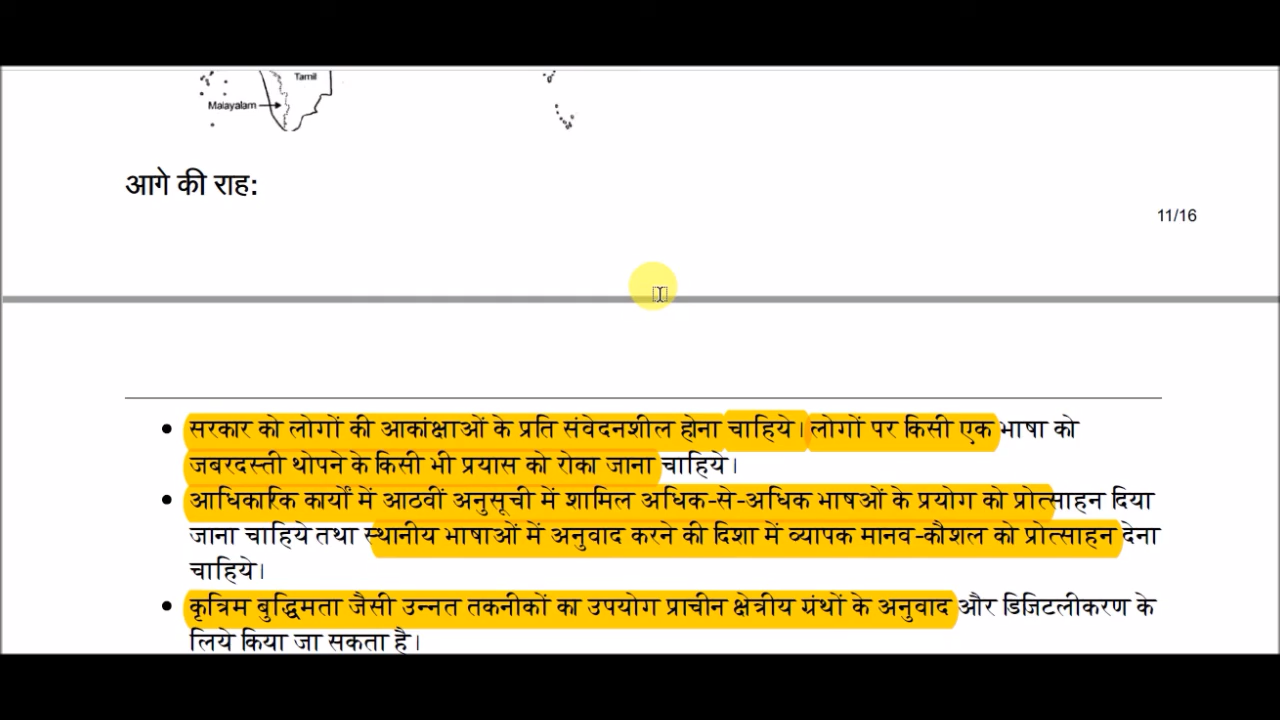 Tamil
Malayalam
आगे की राह:
11/16
सरकार को लोगों की आकांक्षाओं के प्रति संवेदनशील होना चाहिये। लोगों पर किसी एक भाषा को
जबरदस्ती थोपने के किसी भी प्रयास को रोका जाना चाहिये।
आधिकारिक कार्यों में आठवीं अनुसूची में शामिल अधिक-से-अधिक भाषओं के प्रयोग को प्रोत्साहन दिया
जाना चाहिये तथा स्थानीय भाषाओं में अनुवाद करने की दिशा में व्यापक मानव-कौशल को प्रोत्साहन देना
चाहिये।
कृत्रिम बुद्धिमता जैसी उन्नत तकनीकों का उपयोग प्राचीन क्षेत्रीय ग्रंथों के अनुवाद और डिजिटलीकरण के
लिये किया जा सकता है।